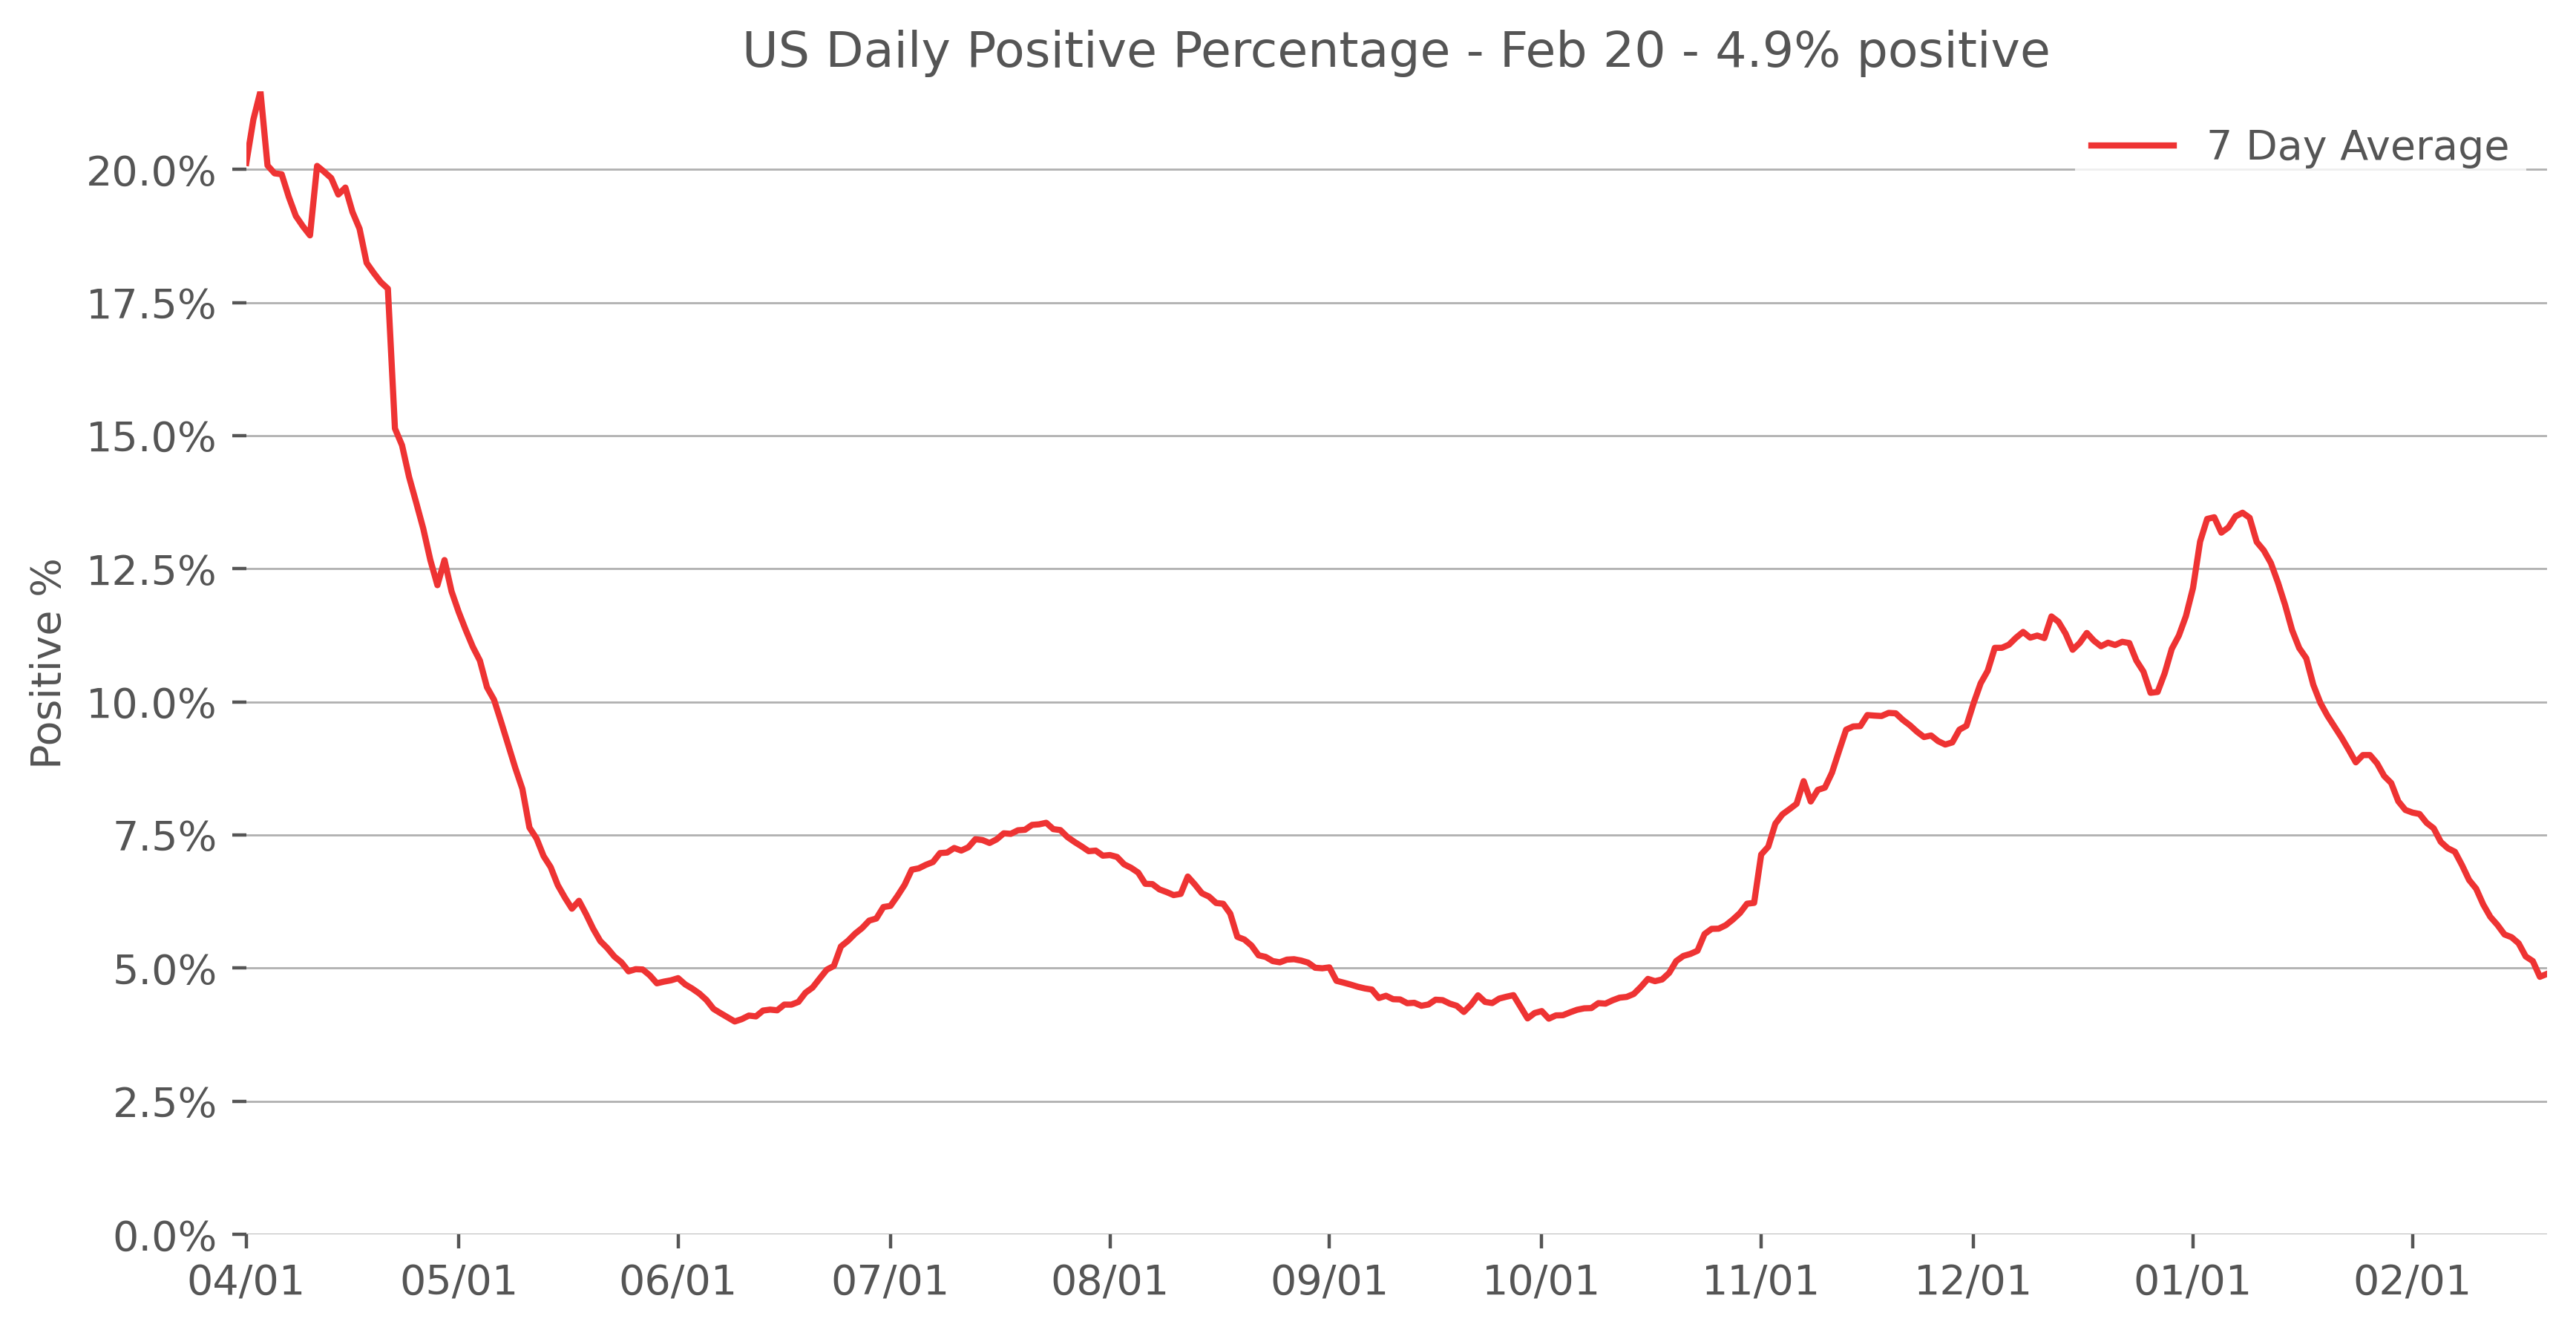 US Daily Positive Percentage - Feb 20 - 4.9% positive
7 Day Average
Positive %
20.0%
17.5%
15.0%
12.5%
10.0%
7.5%
5.0%
2.5%
0.0%
04/01 05/01 06/01 07/01 08/01 09/01 10/01 11/01 12/01 01/01 02/01